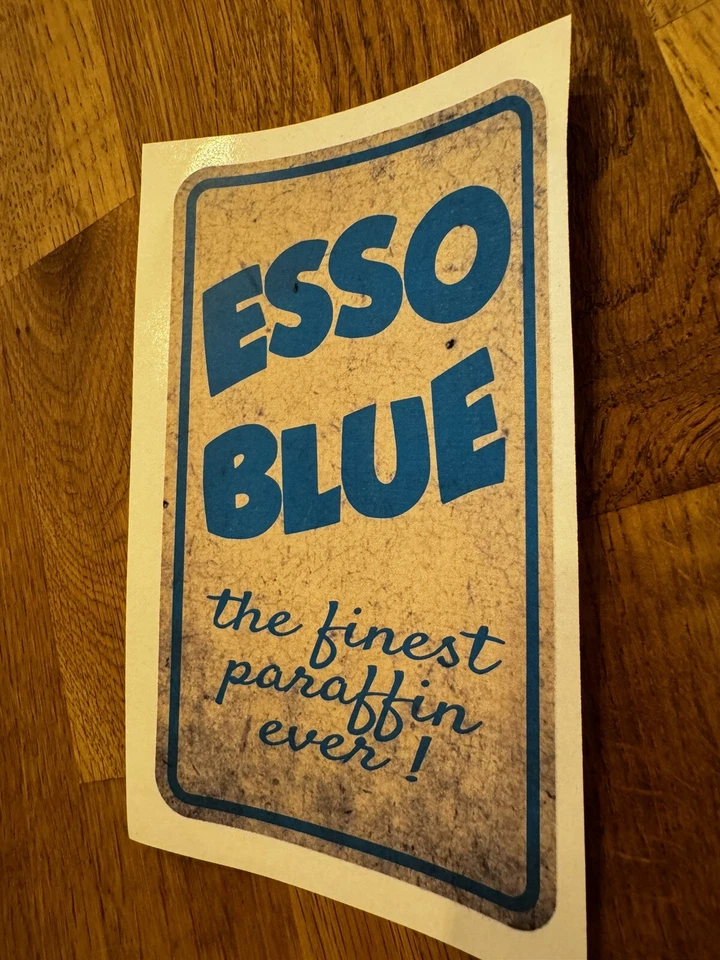 ESSO
BLUE
the finest
paraffin
ever !